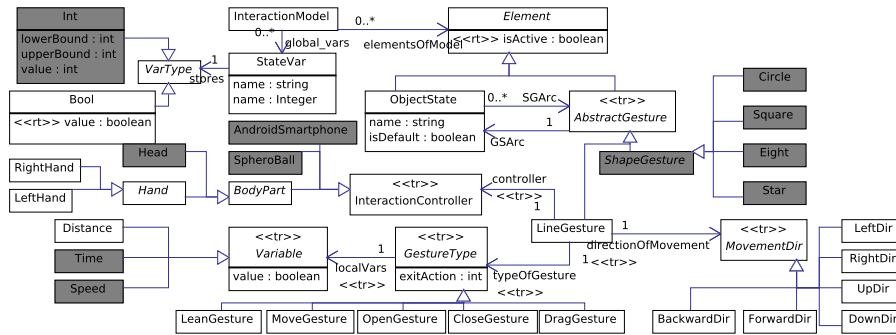 Int
lowerBound : int
upperBound : int
value : int
VarType
Bool
<<rt>> value : boolean
InteractionModel
0..*
global_vars
0..*
elementsOfModel
Element
<<rt>> isActive : boolean
StateVar
name : string
name : Integer
1
stores
ObjectState
name : string
isDefault : boolean
0..*
SGArc
1
GSArc
<<tr>>
AbstractGesture
ShapeGesture
Circle
Square
Eight
Star
AndroidSmartphone
SpheroBall
Head
RightHand
LeftHand
Hand
BodyPart
<<tr>>
InteractionController
controller
<<tr>>
1
LineGesture
1
directionOfMovement
<<tr>>
<<tr>>
MovementDir
LeftDir
RightDir
UpDir
DownDir
BackwardDir
ForwardDir
Distance
Time
Speed
<<tr>>
Variable
value : boolean
1
localVars
<<tr>>
<<tr>>
GestureType
exitAction : int
1
typeOfGesture
<<tr>>
LeanGesture
MoveGesture
OpenGesture
CloseGesture
DragGesture